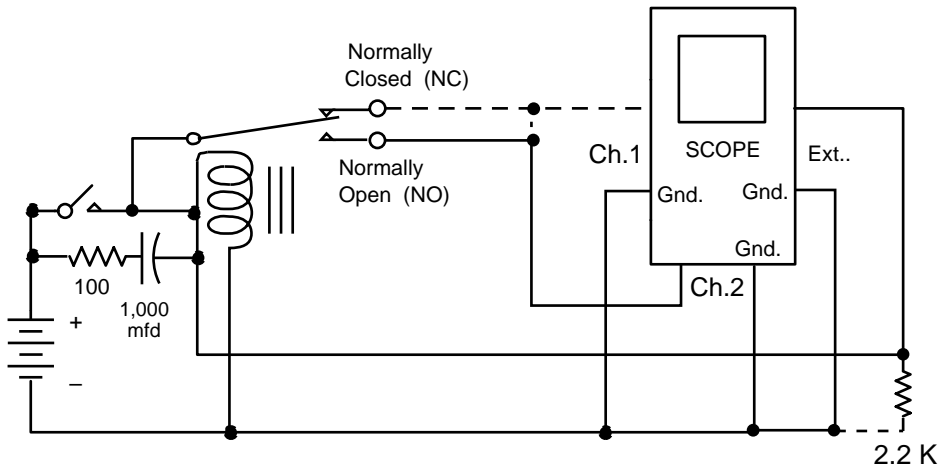 Normally
Closed (NC)
Normally
Open (NO)
Ch.1
SCOPE
Ext..
Gnd.
Gnd.
Gnd.
Ch.2
100
1,000
mfd
+
–
2.2 K